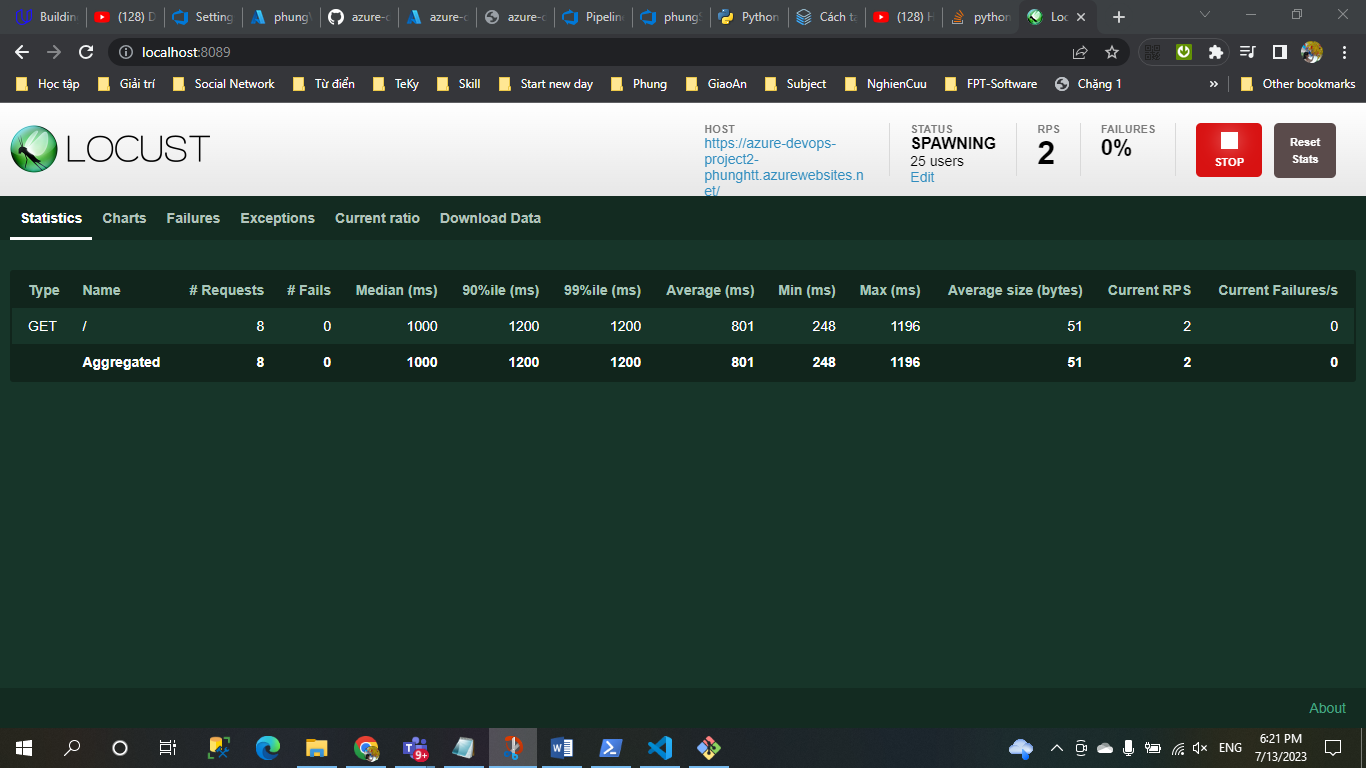 Building
(128) D
Setting
phungV
azure-c
azure-c
azure-c
Pipeline
phungS
Python
Cách tạ
(128) H
python
Loc
localhost:8089
Học tập
Giải trí
Social Network
Từ điển
TeKy
Skill
Start new day
Phung
GiaoAn
Subject
NghienCuu
FPT-Software
Chặng 1
»
Other bookmarks
LOCUST
HOST
https://azure-devops-
project2-
phunghtt.azurewebsites.n
et/
STATUS
SPAWNING
25 users
Edit
RPS
2
FAILURES
0%
STOP
Reset
Stats
Statistics Charts Failures Exceptions Current ratio Download Data
Type Name # Requests # Fails Median (ms) 90%ile (ms) 99%ile (ms) Average (ms) Min (ms) Max (ms) Average size (bytes) Current RPS Current Failures/s
GET / 8 0 1000 1200 1200 801 248 1196 51 2 0
Aggregated 8 0 1000 1200 1200 801 248 1196 51 2 0
About
9+
ENG
6:21 PM
7/13/2023